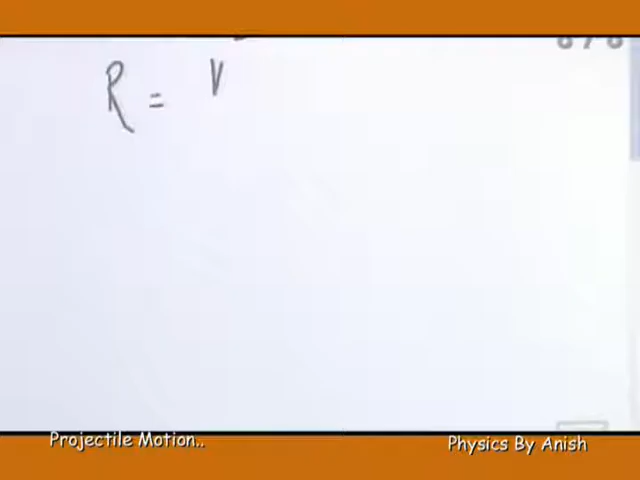 R = V
Projectile Motion..
Physics By Anish